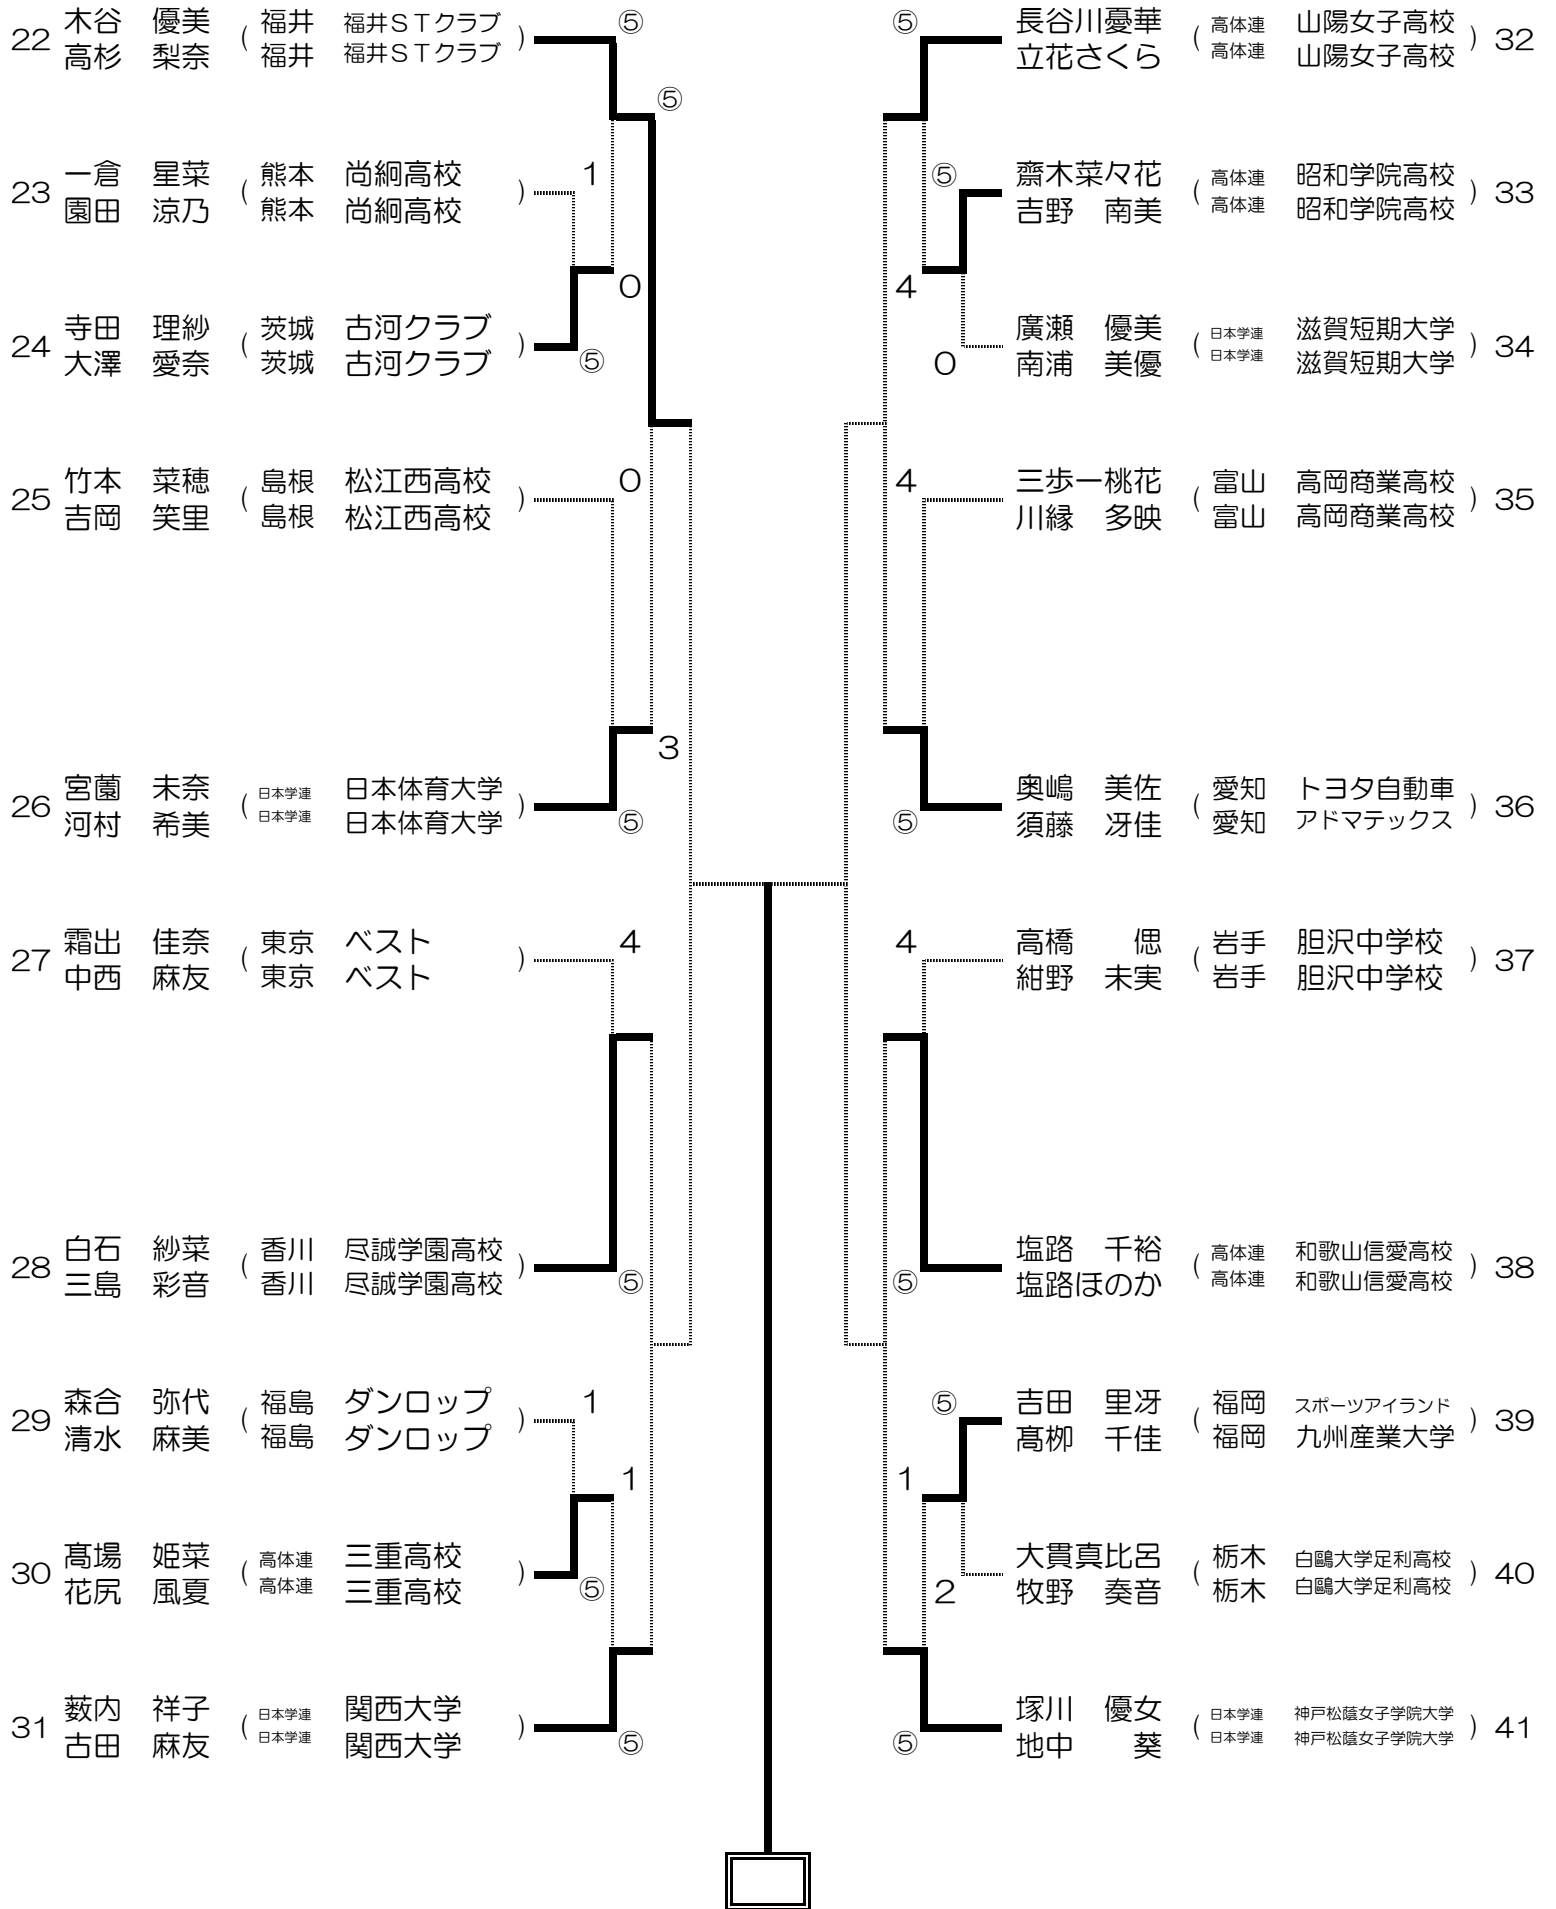 22 木谷　優美 ( 福井　福井ＳＴクラブ )
高杉　梨奈　福井　福井ＳＴクラブ
⑤
⑤
23 一倉　星菜 ( 熊本　尚絅高校 ) 1
園田　涼乃　熊本　尚絅高校
0
24 寺田　理紗 ( 茨城　古河クラブ )
大澤　愛奈　茨城　古河クラブ
⑤
25 竹本　菜穂 ( 島根　松江西高校 ) 0
吉岡　笑里　島根　松江西高校
3
26 宮薗　未奈 ( 日本学連　日本体育大学 )
河村　希美　日本学連　日本体育大学
⑤
27 霜出　佳奈 ( 東京　ベスト ) 4
中西　麻友　東京　ベスト
28 白石　紗菜 ( 香川　尽誠学園高校 )
三島　彩音　香川　尽誠学園高校
⑤
29 森合　弥代 ( 福島　ダンロップ ) 1
清水　麻美　福島　ダンロップ
1
30 髙場　姫菜 ( 高体連　三重高校 )
花尻　風夏　高体連　三重高校
⑤
31 薮内　祥子 ( 日本学連　関西大学 )
古田　麻友　日本学連　関西大学
⑤
⑤ 長谷川憂華 ( 高体連　山陽女子高校 ) 32
立花さくら　高体連　山陽女子高校
⑤ 齋木菜々花 ( 高体連　昭和学院高校 ) 33
吉野　南美　高体連　昭和学院高校
4
廣瀬　優美 ( 日本学連　滋賀短期大学 ) 34
南浦　美優　日本学連　滋賀短期大学
0
4 三歩一桃花 ( 富山　高岡商業高校 ) 35
川縁　多映　富山　高岡商業高校
奥嶋　美佐 ( 愛知　トヨタ自動車 ) 36
須藤　冴佳　愛知　アドマテックス
⑤
4 高橋　　偲 ( 岩手　胆沢中学校 ) 37
紺野　未実　岩手　胆沢中学校
塩路　千裕 ( 高体連　和歌山信愛高校 ) 38
塩路ほのか　高体連　和歌山信愛高校
⑤
⑤ 吉田　里冴 ( 福岡　スポーツアイランド ) 39
髙栁　千佳　福岡　九州産業大学
1
大貫真比呂 ( 栃木　白鷗大学足利高校 ) 40
牧野　奏音　栃木　白鷗大学足利高校
2
塚川　優女 ( 日本学連　神戸松蔭女子学院大学 ) 41
地中　　葵　日本学連　神戸松蔭女子学院大学
⑤